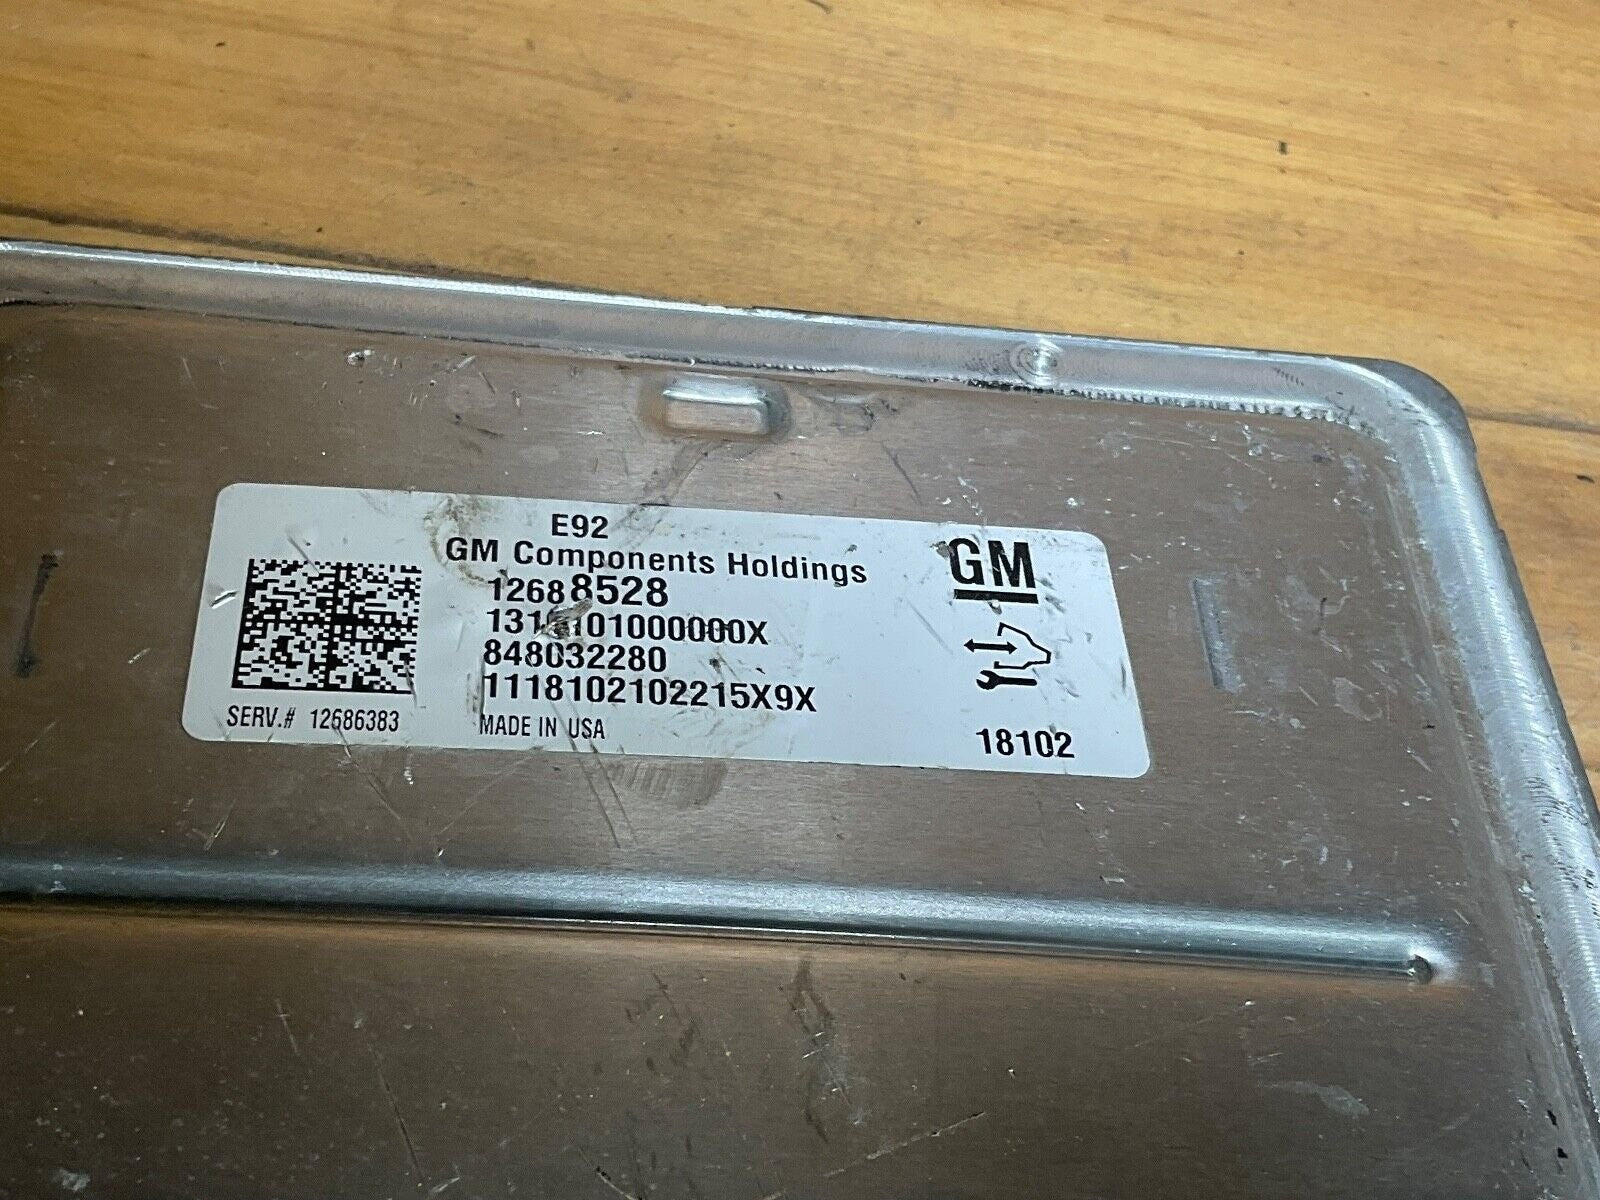 E92
GM Components Holdings
GM
12688528
848032280
1118102102215X9X
SERV.# 12686383
MADE IN USA
18102